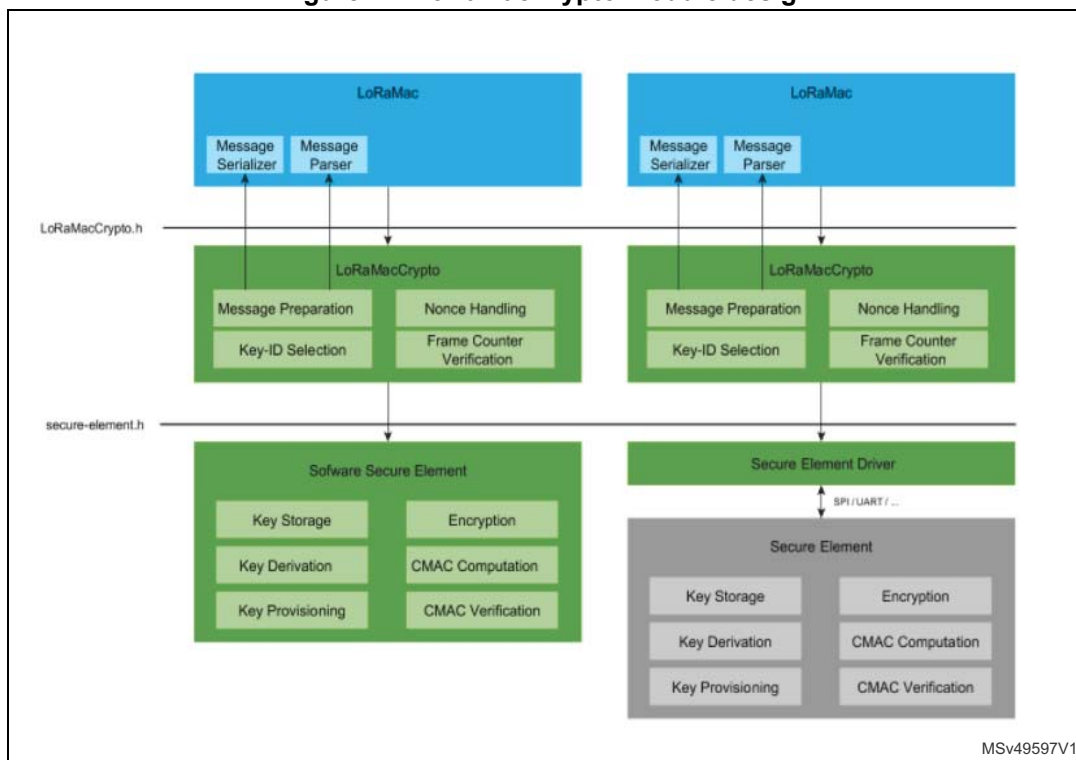 LoRaMac
LoRaMac
Message
Serializer
Message
Parser
Message
Serializer
Message
Parser
LoRaMacCrypto.h
LoRaMacCrypto
LoRaMacCrypto
Message Preparation
Nonce Handling
Message Preparation
Nonce Handling
Key-ID Selection
Frame Counter
Verification
Key-ID Selection
Frame Counter
Verification
secure-element.h
Sofware Secure Element
Secure Element Driver
SPI / UART / ...
Key Storage
Encryption
Secure Element
Key Derivation
CMAC Computation
Key Provisioning
CMAC Verification
Key Storage
Encryption
Key Derivation
CMAC Computation
Key Provisioning
CMAC Verification
MSv49597V1